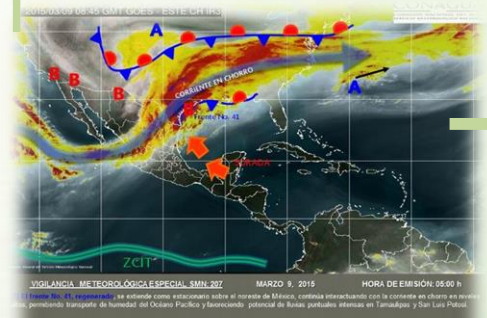 2015/03/09 08:45 GMT GOES - ESTE CH IR3
CONAGUA
A
B
B
B
CORRIENTE EN CHORRO
A
Frente No. 41
SURADA
ZCIT
VIGILANCIA METEOROLÓGICA ESPECIAL SMN: 207 MARZO 9, 2015 HORA DE EMISIÓN: 05:00 h
El frente No. 41, regenerado, se extiende como estacionario sobre el noreste de México, continúa interactuando con la corriente en chorro en niveles
permitiendo transporte de humedad del Océano Pacífico y favoreciendo potencial de lluvias puntuales intensas en Tamaulipas y San Luis Potosí.